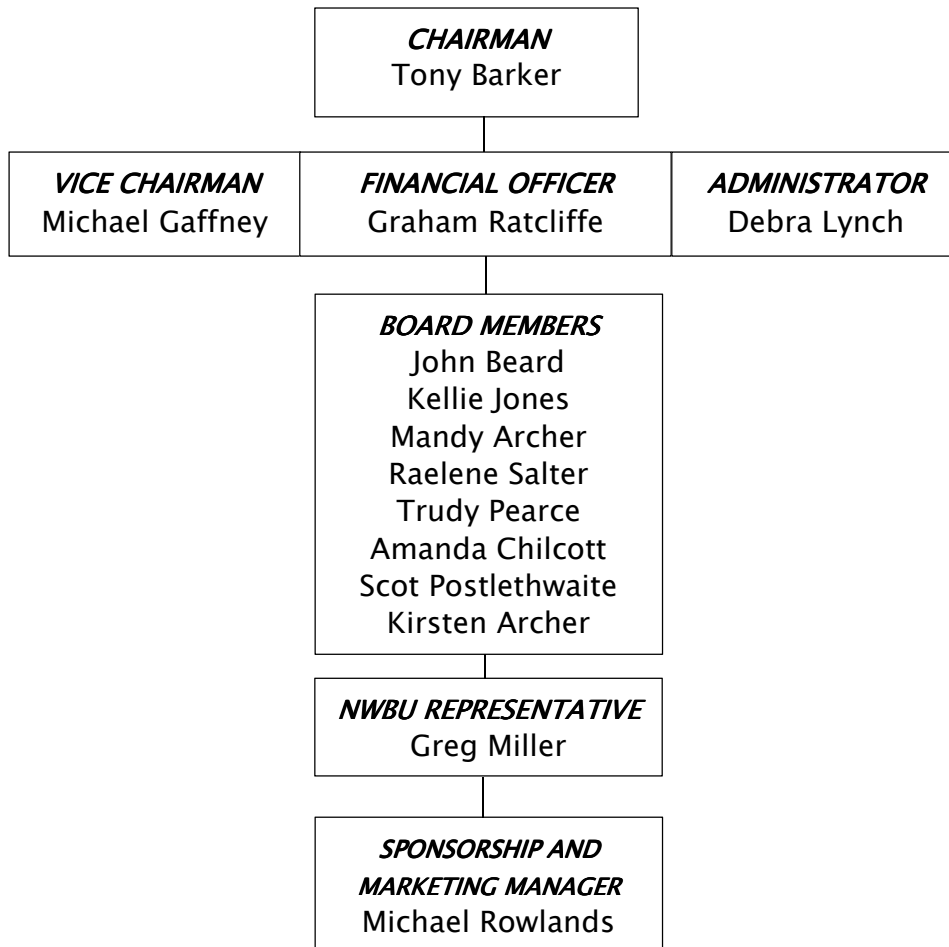 CHAIRMAN
Tony Barker
VICE CHAIRMAN
Michael Gaffney
FINANCIAL OFFICER
Graham Ratcliffe
ADMINISTRATOR
Debra Lynch
BOARD MEMBERS
John Beard
Kellie Jones
Mandy Archer
Raelene Salter
Trudy Pearce
Amanda Chilcott
Scot Postlethwaite
Kirsten Archer
NWBU REPRESENTATIVE
Greg Miller
SPONSORSHIP AND
MARKETING MANAGER
Michael Rowlands